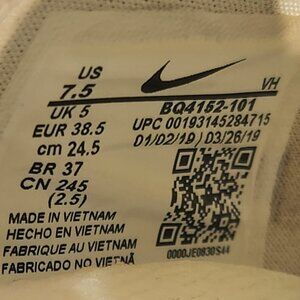 US
7.5
VH
UK 5
BQ4152-101
EUR 38.5
UPC 00193145284715
cm 24.5
D1/D2/19) D3/26/19
BR 37
CN 245
(2.5)
MADE IN VIETNAM
HECHO EN VIETNAM
FABRIQUE AU VIETNAM
FABRICADO NO VIETNÃ
0000JE0830S44